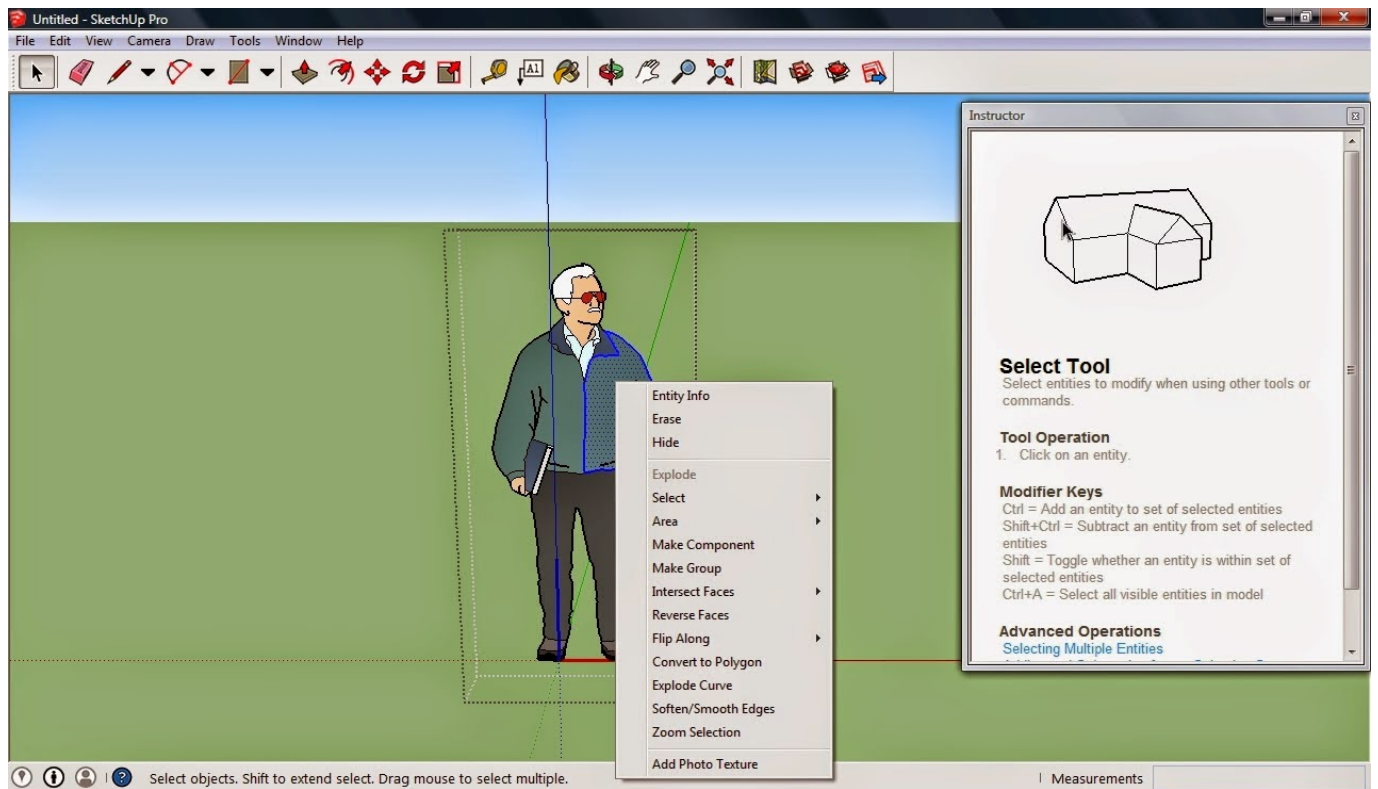 Untitled - SketchUp Pro
File Edit View Camera Draw Tools Window Help
A1
Instructor
Select Tool
Select entities to modify when using other tools or
commands.
Tool Operation
1. Click on an entity.
Modifier Keys
Ctrl = Add an entity to set of selected entities
Shift+Ctrl = Subtract an entity from set of selected
entities
Shift = Toggle whether an entity is within set of
selected entities
Ctrl+A = Select all visible entities in model
Advanced Operations
Selecting Multiple Entities
Entity Info
Erase
Hide
Explode
Select
Area
Make Component
Make Group
Intersect Faces
Reverse Faces
Flip Along
Convert to Polygon
Explode Curve
Soften/Smooth Edges
Zoom Selection
Add Photo Texture
? Select objects. Shift to extend select. Drag mouse to select multiple.
Measurements